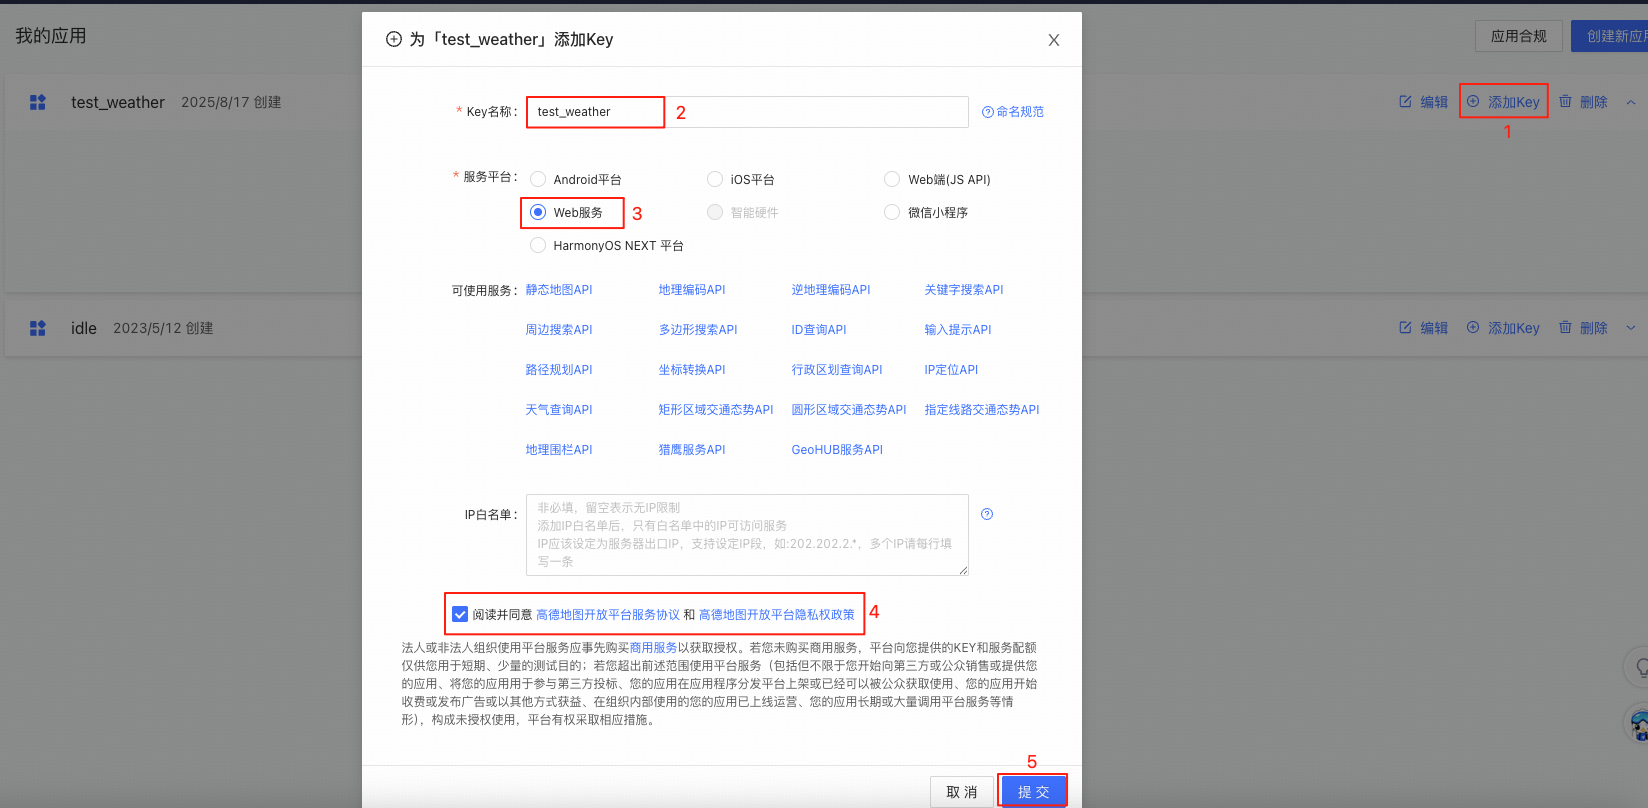 我的应用
应用合规
创建新应用
test_weather 2025/8/17 创建
编辑 添加Key 删除
1
为「test_weather」添加Key
* Key名称: test_weather 2 命名规范
* 服务平台: Android平台 iOS平台 Web端(JS API)
Web服务 3 智能硬件 微信小程序
HarmonyOS NEXT 平台
可使用服务: 静态地图API 地理编码API 逆地理编码API 关键字搜索API
周边搜索API 多边形搜索API ID查询API 输入提示API
路径规划API 坐标转换API 行政区划查询API IP定位API
天气查询API 矩形区域交通态势API 圆形区域交通态势API 指定线路交通态势API
地理围栏API 猎鹰服务API GeoHUB服务API
IP白名单: 非必填，留空表示无IP限制
添加IP白名单后，只有白名单中的IP可访问服务
IP应该设定为服务器出口IP，支持设定IP段，如:202.202.2.*，多个IP请每行填
写一条
阅读并同意 高德地图开放平台服务协议 和 高德地图开放平台隐私权政策 4
法人或非法人组织使用平台服务应事先购买商用服务以获取授权。若您未购买商用服务，平台向您提供的KEY和服务配额
仅供您用于短期、少量的测试目的；若您超出前述范围使用平台服务（包括但不限于您开始向第三方或公众销售或提供您
的应用、将您的应用用于参与第三方投标、您的应用在应用程序分发平台上架或已经可以被公众获取使用、您的应用开始
收费或发布广告或以其他方式获益、在组织内部使用的您的应用已上线运营、您的应用长期或大量调用平台服务等情
形），构成未授权使用，平台有权采取相应措施。
5
取消 提交
idle 2023/5/12 创建
编辑 添加Key 删除